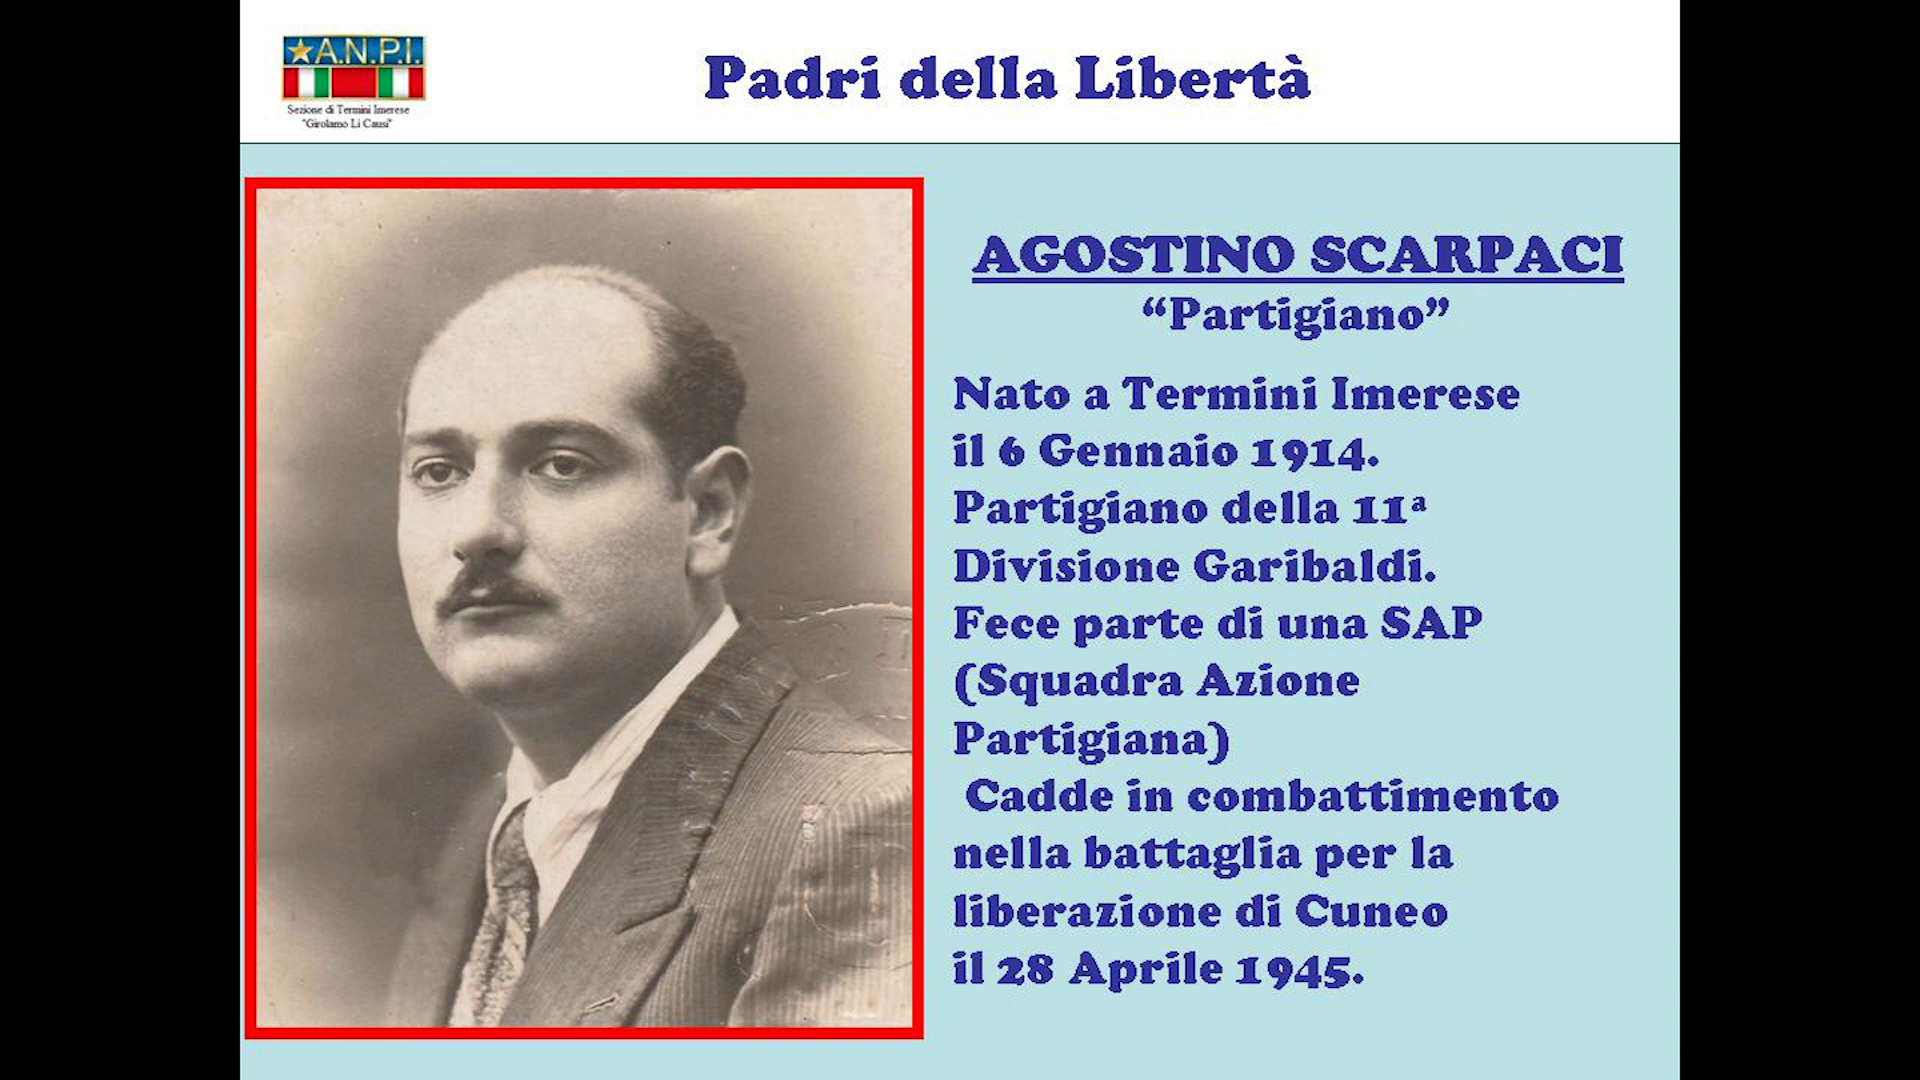 A.N.P.I.
Sezione di Termini Imerese
"Girolamo Li Causi"
Padri della Libertà
AGOSTINO SCARPACI
“Partigiano”
Nato a Termini Imerese
il 6 Gennaio 1914.
Partigiano della 11ª
Divisione Garibaldi.
Fece parte di una SAP
(Squadra Azione
Partigiana)
Cadde in combattimento
nella battaglia per la
liberazione di Cuneo
il 28 Aprile 1945.